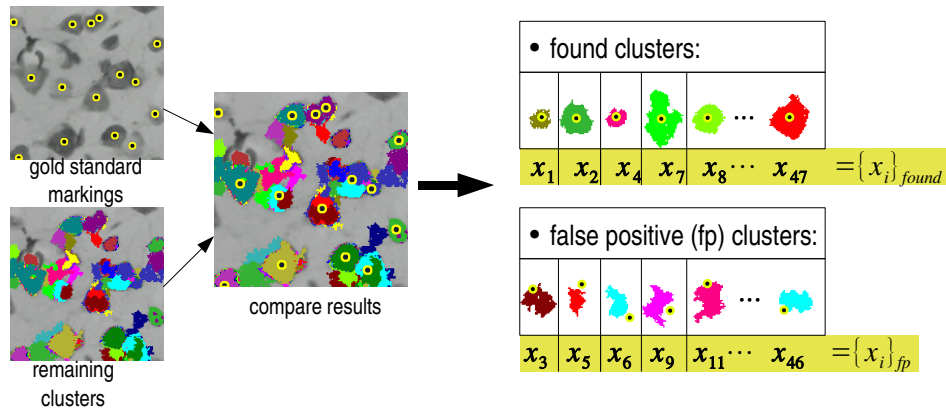 gold standard
markings
remaining
clusters
compare results
• found clusters:
...
x1 x2 x4 x7 x8 ... x47 ={xi}found
• false positive (fp) clusters:
...
x3 x5 x6 x9 x11 ... x46 ={xi}fp